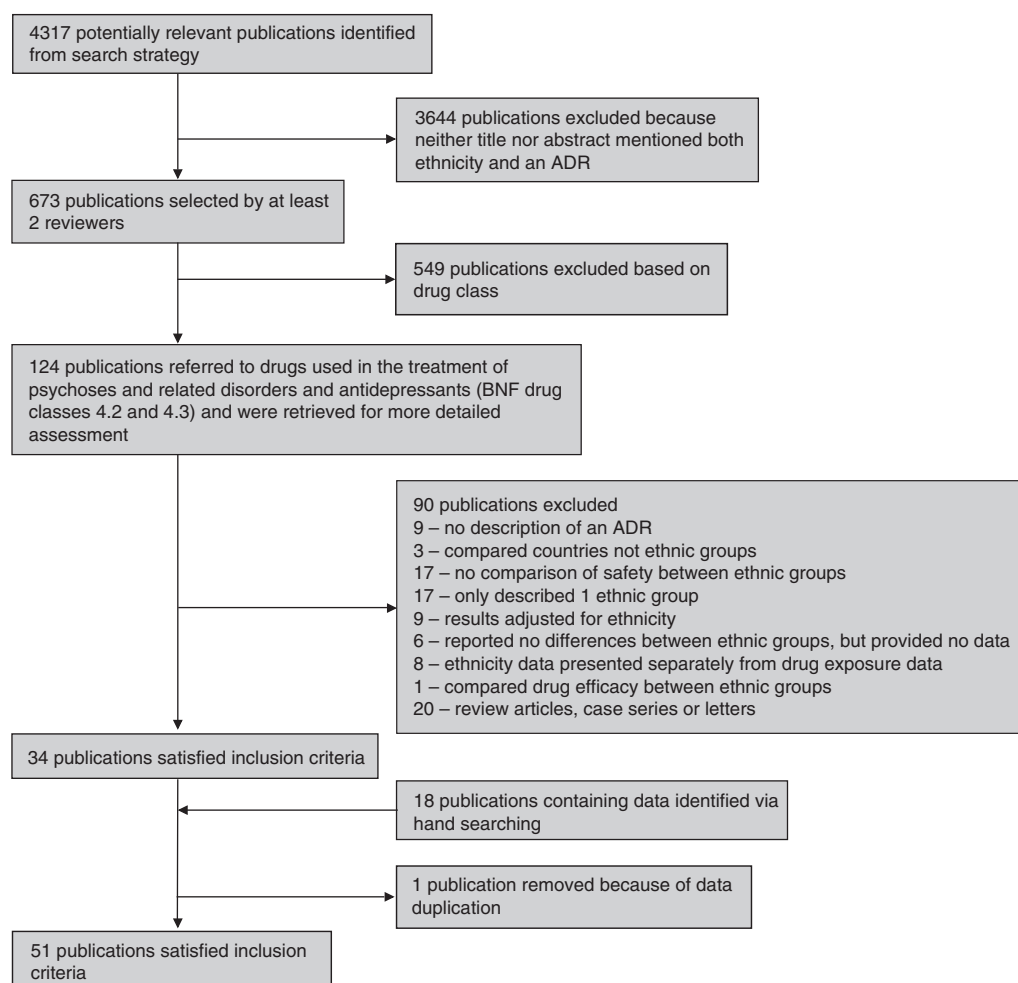 4317 potentially relevant publications identified
from search strategy
3644 publications excluded because
neither title nor abstract mentioned both
ethnicity and an ADR
673 publications selected by at least
2 reviewers
549 publications excluded based on
drug class
124 publications referred to drugs used in the treatment of
psychoses and related disorders and antidepressants (BNF drug
classes 4.2 and 4.3) and were retrieved for more detailed
assessment
90 publications excluded
9 – no description of an ADR
3 – compared countries not ethnic groups
17 – no comparison of safety between ethnic groups
17 – only described 1 ethnic group
9 – results adjusted for ethnicity
6 – reported no differences between ethnic groups, but provided no data
8 – ethnicity data presented separately from drug exposure data
1 – compared drug efficacy between ethnic groups
20 – review articles, case series or letters
34 publications satisfied inclusion criteria
18 publications containing data identified via
hand searching
1 publication removed because of data
duplication
51 publications satisfied inclusion
criteria